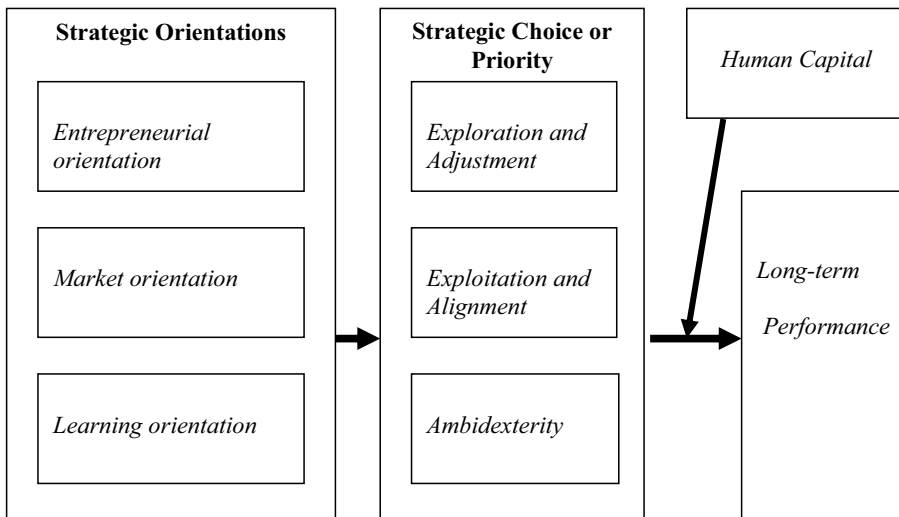 Strategic Orientations
Entrepreneurial
orientation
Market orientation
Learning orientation
Strategic Choice or
Priority
Exploration and
Adjustment
Exploitation and
Alignment
Ambidexterity
Human Capital
Long-term
Performance